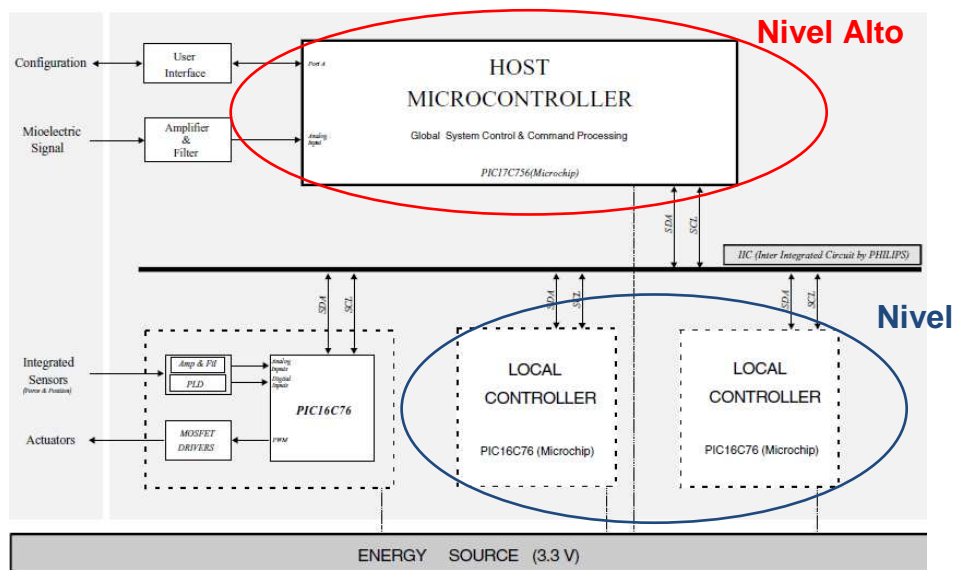 Nivel Alto
Configuration
User
Interface
Port A
HOST
MICROCONTROLLER
Global System Control & Command Processing
PIC17C756(Microchip)
Mioelectric
Signal
Amplifier
&
Filter
Analog
Input
SDA
SCL
IIC (Inter Integrated Circuit by PHILIPS)
SDA
SCL
SDA
SCL
SDA
SCL
Nivel
Integrated
Sensors
(Force & Position)
Amp & Fil
PLD
Analog
Inputs
Digital
Inputs
PIC16C76
PWM
Actuators
MOSFET
DRIVERS
LOCAL
CONTROLLER
PIC16C76 (Microchip)
LOCAL
CONTROLLER
PIC16C76 (Microchip)
ENERGY SOURCE (3.3 V)